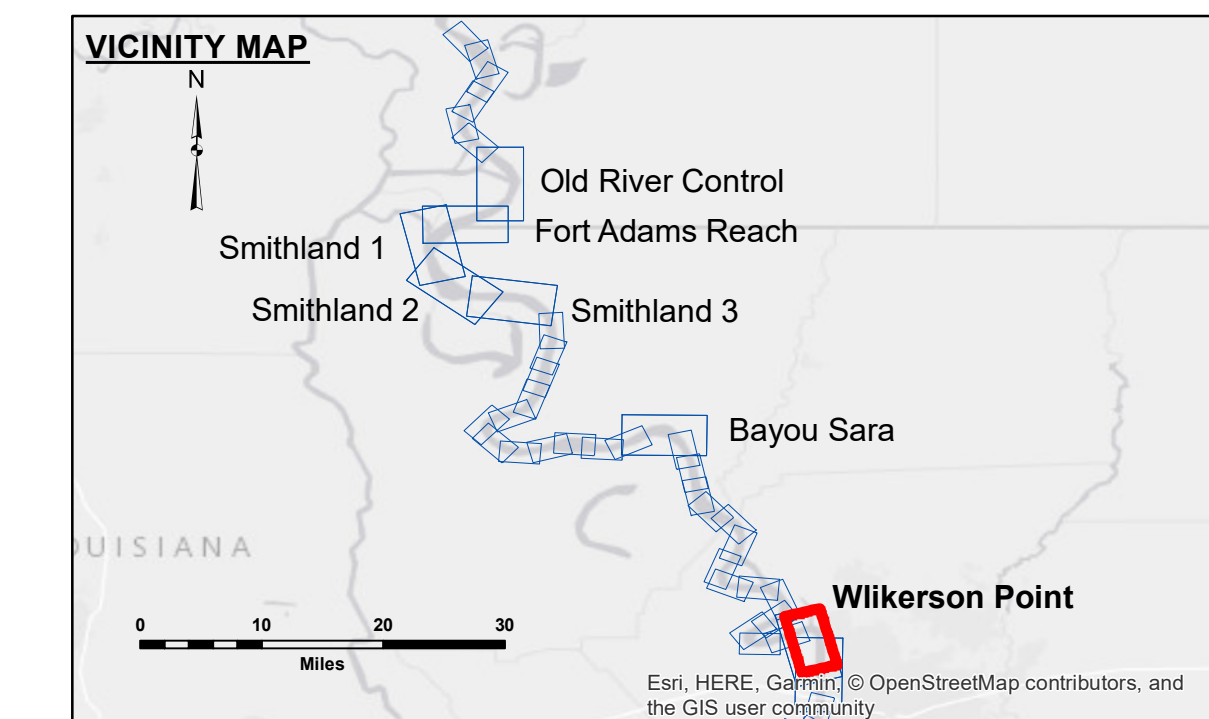 VICINITY MAP
N
Old River Control
Fort Adams Reach
Smithland 1
Smithland 2
Smithland 3
Bayou Sara
OUISIANA
Wlikerson Point
0 10 20 30
Miles
Esri, HERE, Garmin, © OpenStreetMap contributors, and
the GIS user community